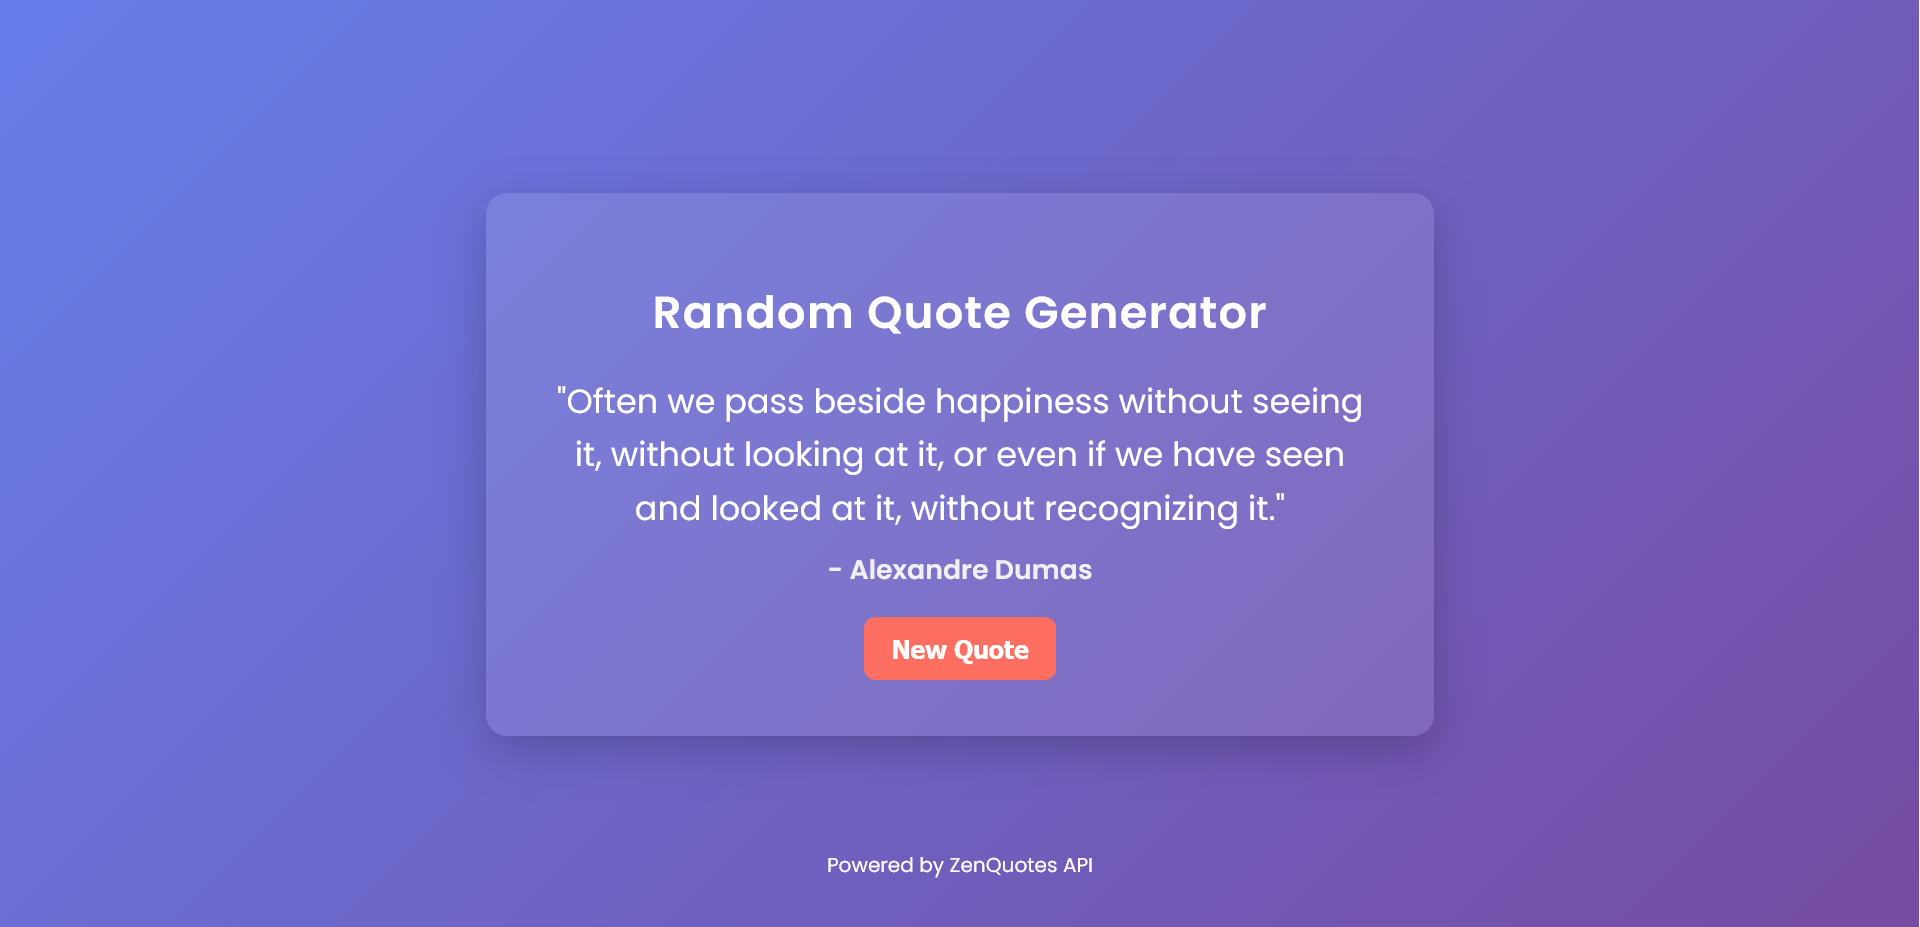 Random Quote Generator
"Often we pass beside happiness without seeing
it, without looking at it, or even if we have seen
and looked at it, without recognizing it."
- Alexandre Dumas
New Quote
Powered by ZenQuotes API